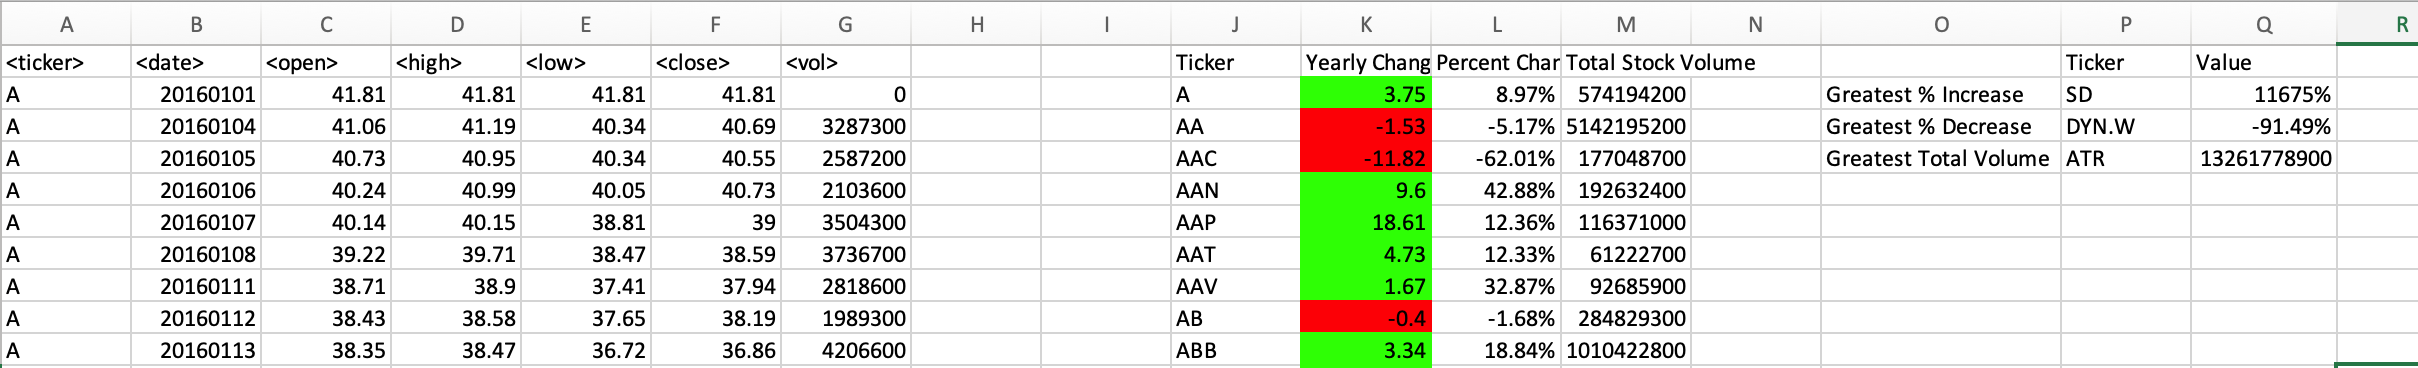 A B C D E F G H I J K L M N O P Q R
<ticker> <date> <open> <high> <low> <close> <vol> Ticker Yearly Chang Percent Char Total Stock Volume Ticker Value
A 20160101 41.81 41.81 41.81 41.81 0 A 3.75 8.97% 574194200 Greatest % Increase SD 11675%
A 20160104 41.06 41.19 40.34 40.69 3287300 AA -1.53 -5.17% 5142195200 Greatest % Decrease DYN.W -91.49%
A 20160105 40.73 40.95 40.34 40.55 2587200 AAC -11.82 -62.01% 177048700 Greatest Total Volume ATR 13261778900
A 20160106 40.24 40.99 40.05 40.73 2103600 AAN 9.6 42.88% 192632400
A 20160107 40.14 40.15 38.81 39 3504300 AAP 18.61 12.36% 116371000
A 20160108 39.22 39.71 38.47 38.59 3736700 AAT 4.73 12.33% 61222700
A 20160111 38.71 38.9 37.41 37.94 2818600 AAV 1.67 32.87% 92685900
A 20160112 38.43 38.58 37.65 38.19 1989300 AB -0.4 -1.68% 284829300
A 20160113 38.35 38.47 36.72 36.86 4206600 ABB 3.34 18.84% 1010422800